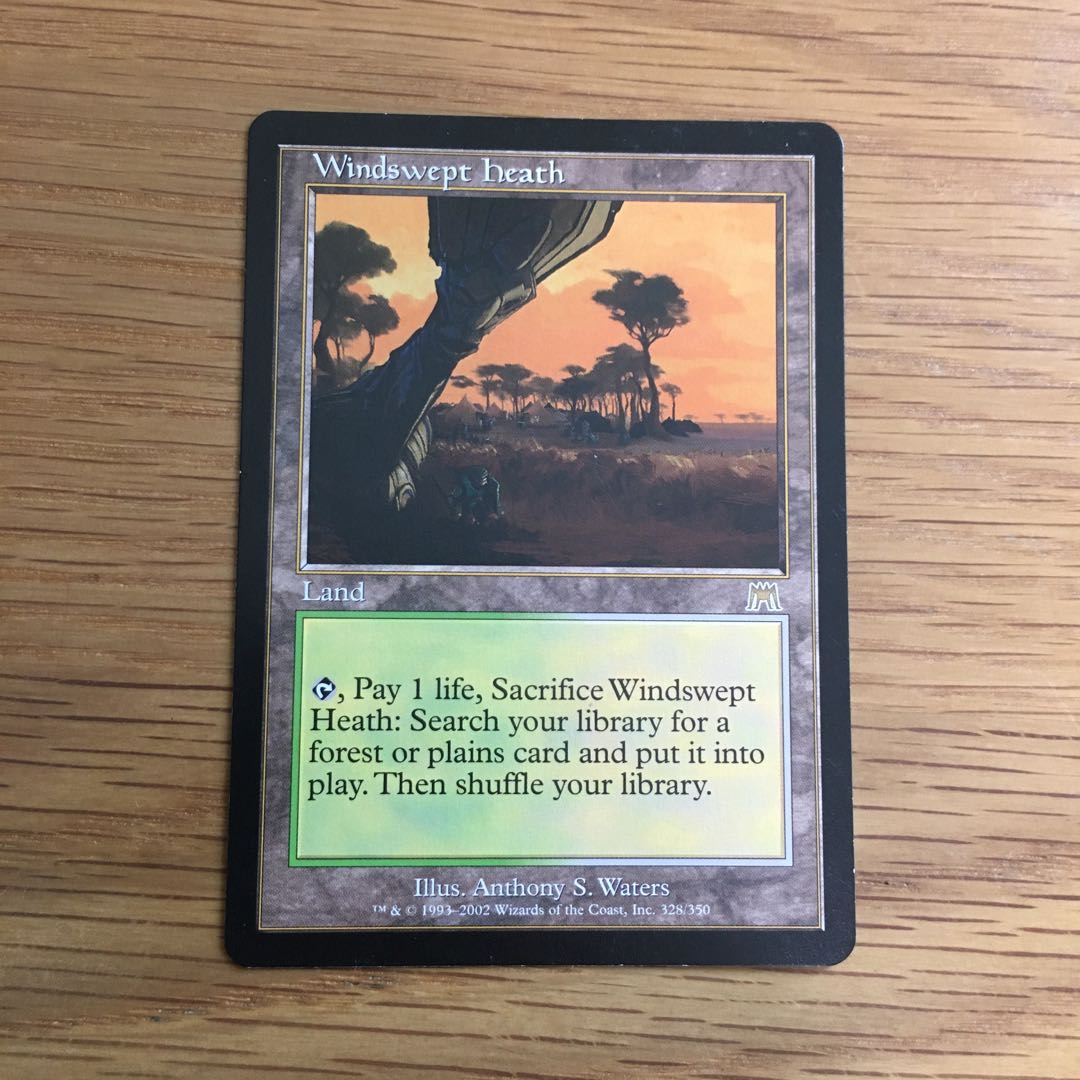 Windswept Heath
Land
, Pay 1 life, Sacrifice Windswept
Heath: Search your library for a
forest or plains card and put it into
play. Then shuffle your library.
Illus. Anthony S. Waters
™ & © 1993–2002 Wizards of the Coast, Inc. 328/350